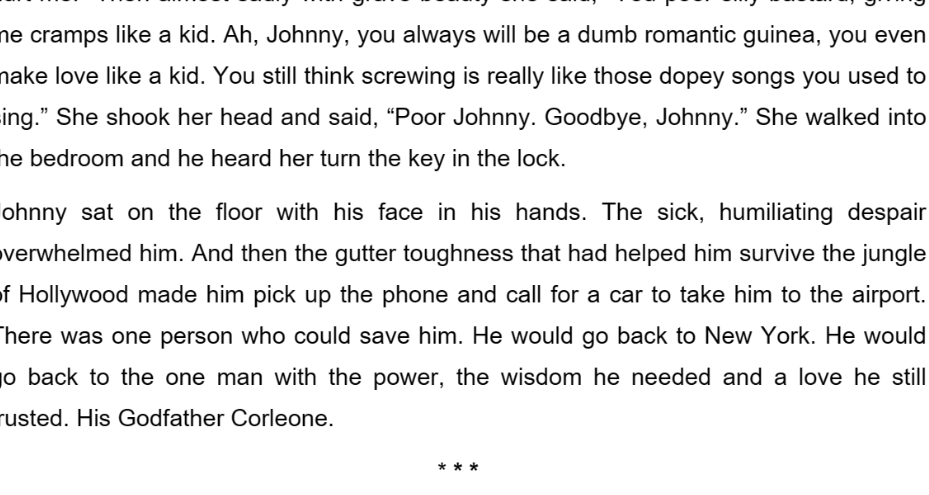 me cramps like a kid. Ah, Johnny, you always will be a dumb romantic guinea, you even
make love like a kid. You still think screwing is really like those dopey songs you used to
sing.” She shook her head and said, “Poor Johnny. Goodbye, Johnny.” She walked into
the bedroom and he heard her turn the key in the lock.
Johnny sat on the floor with his face in his hands. The sick, humiliating despair
overwhelmed him. And then the gutter toughness that had helped him survive the jungle
of Hollywood made him pick up the phone and call for a car to take him to the airport.
There was one person who could save him. He would go back to New York. He would
go back to the one man with the power, the wisdom he needed and a love he still
trusted. His Godfather Corleone.
* * *